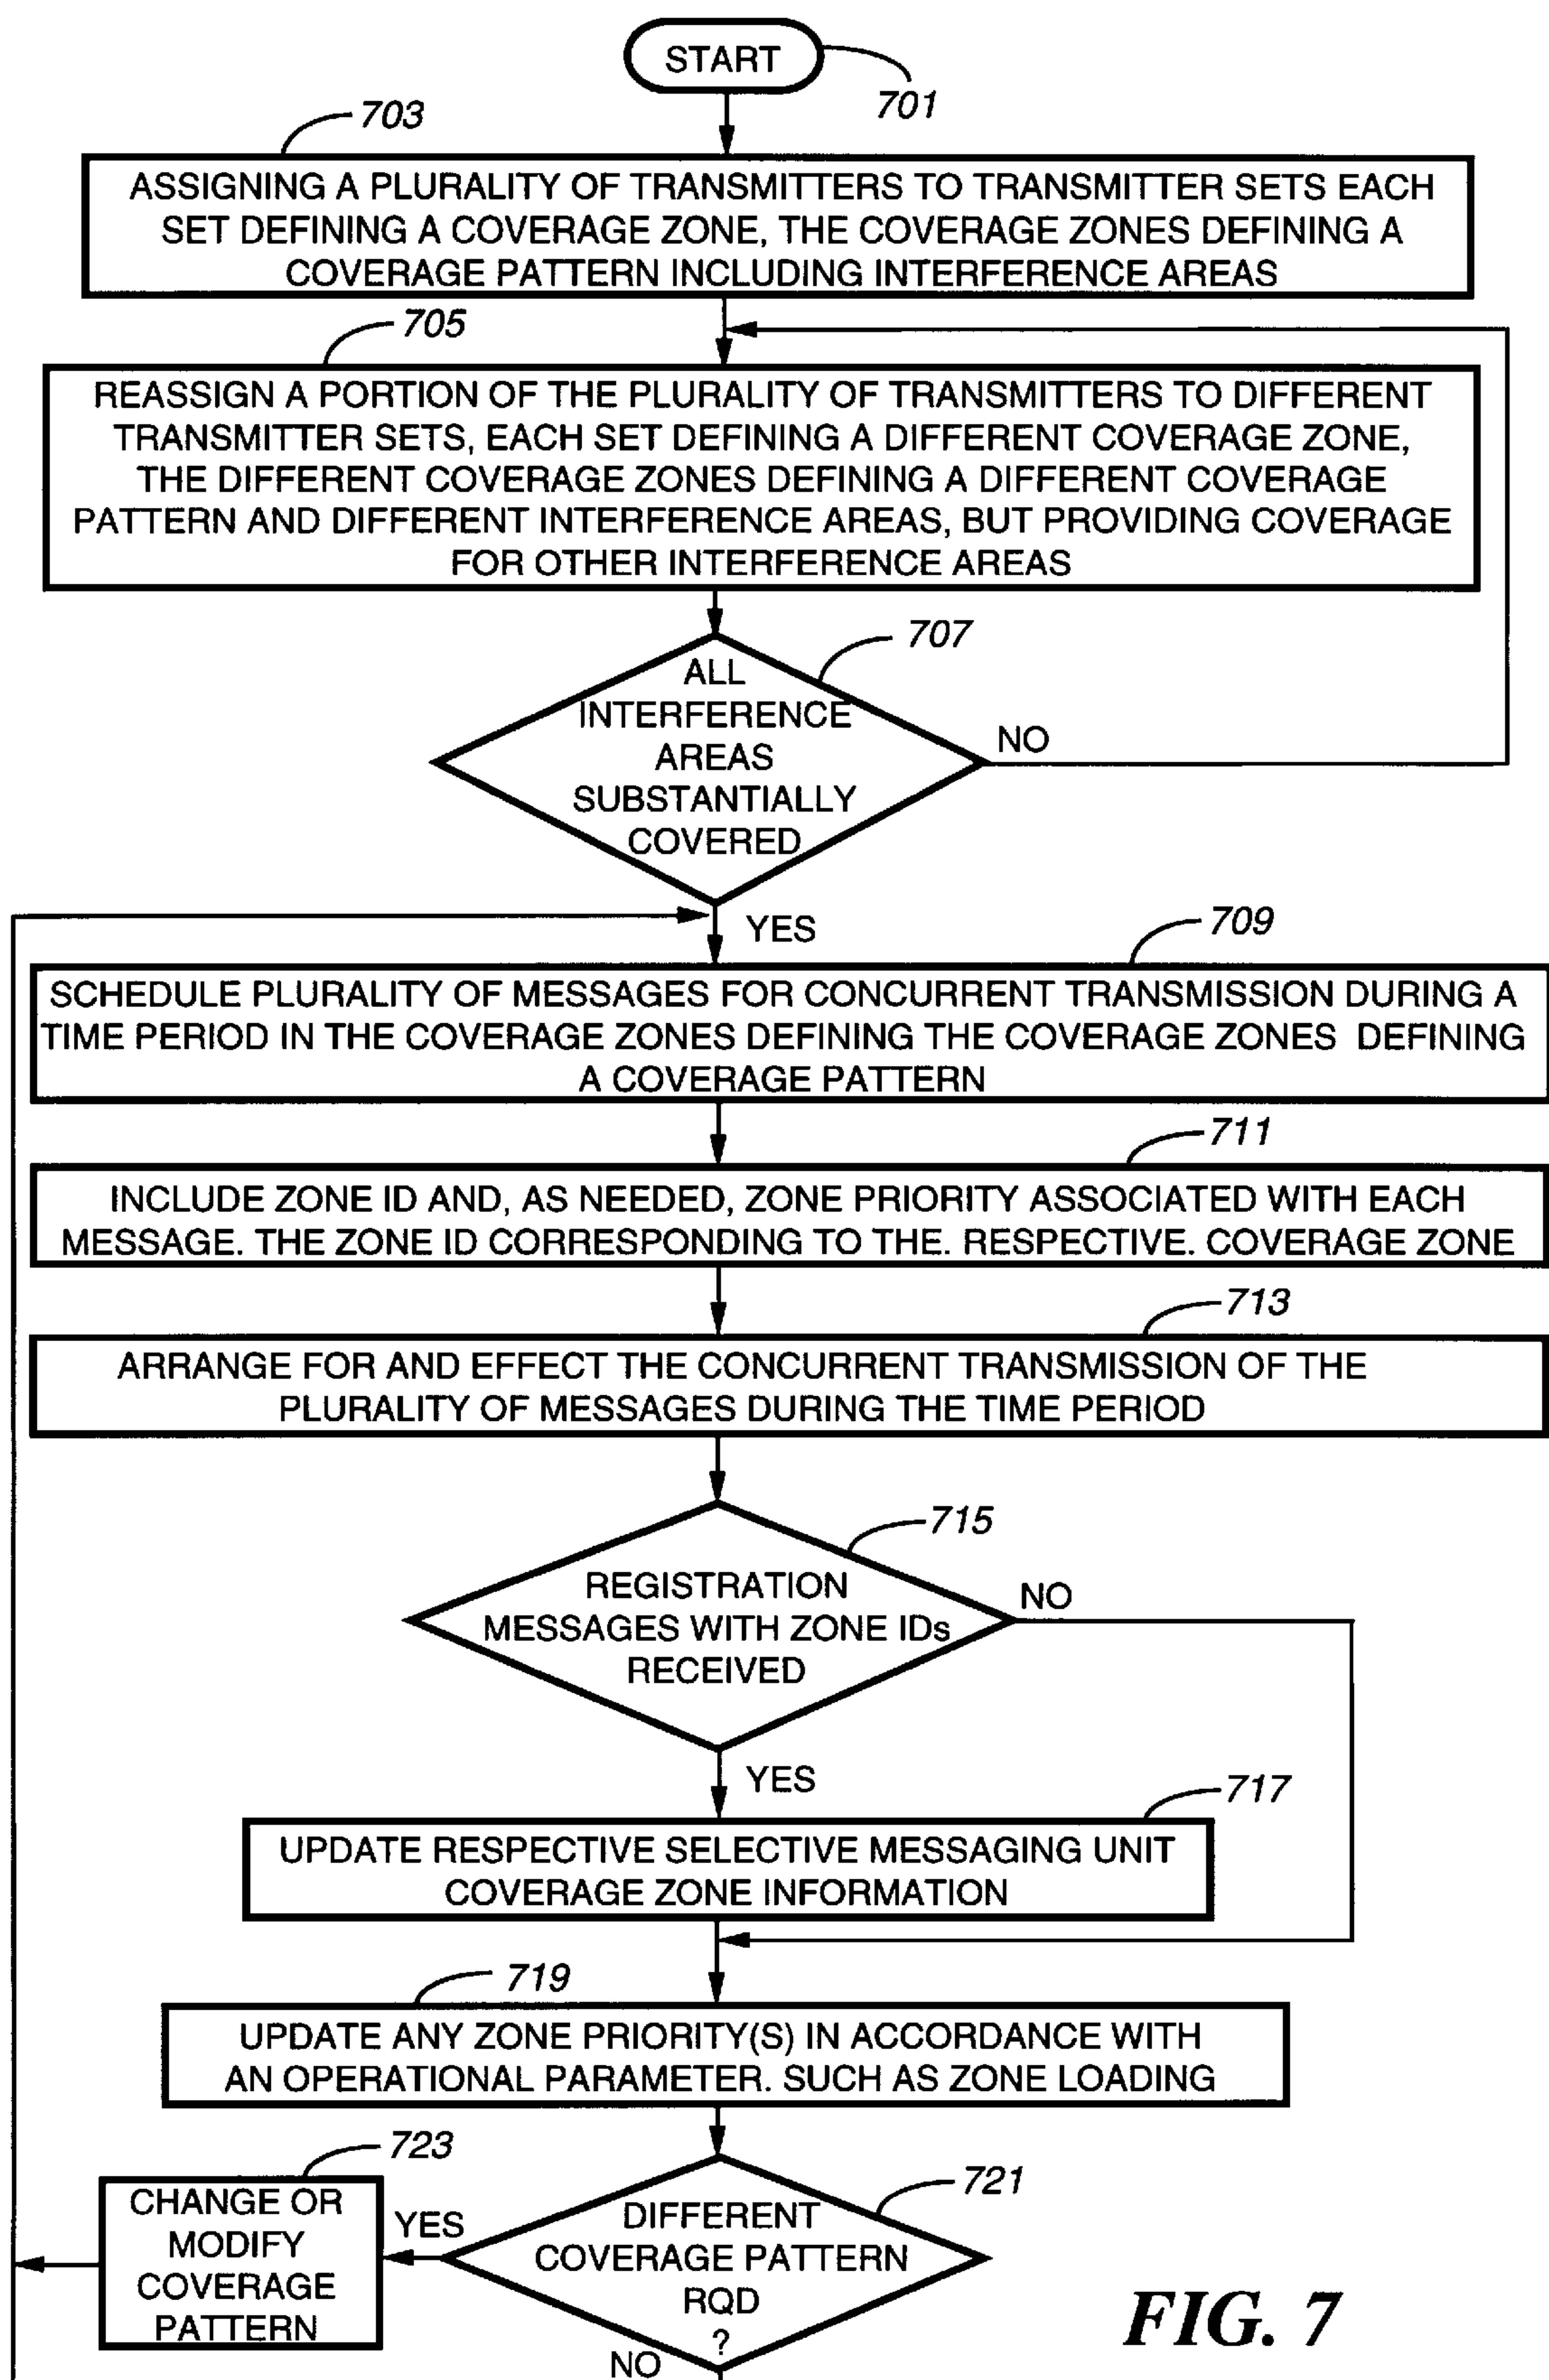 START
701
703
ASSIGNING A PLURALITY OF TRANSMITTERS TO TRANSMITTER SETS EACH
SET DEFINING A COVERAGE ZONE, THE COVERAGE ZONES DEFINING A
COVERAGE PATTERN INCLUDING INTERFERENCE AREAS
705
REASSIGN A PORTION OF THE PLURALITY OF TRANSMITTERS TO DIFFERENT
TRANSMITTER SETS, EACH SET DEFINING A DIFFERENT COVERAGE ZONE,
THE DIFFERENT COVERAGE ZONES DEFINING A DIFFERENT COVERAGE
PATTERN AND DIFFERENT INTERFERENCE AREAS, BUT PROVIDING COVERAGE
FOR OTHER INTERFERENCE AREAS
707
ALL
INTERFERENCE
AREAS
SUBSTANTIALLY
COVERED
NO
YES
709
SCHEDULE PLURALITY OF MESSAGES FOR CONCURRENT TRANSMISSION DURING A
TIME PERIOD IN THE COVERAGE ZONES DEFINING THE COVERAGE ZONES DEFINING
A COVERAGE PATTERN
711
INCLUDE ZONE ID AND, AS NEEDED, ZONE PRIORITY ASSOCIATED WITH EACH
MESSAGE. THE ZONE ID CORRESPONDING TO THE. RESPECTIVE. COVERAGE ZONE
713
ARRANGE FOR AND EFFECT THE CONCURRENT TRANSMISSION OF THE
PLURALITY OF MESSAGES DURING THE TIME PERIOD
715
REGISTRATION
MESSAGES WITH ZONE IDs
RECEIVED
NO
YES
717
UPDATE RESPECTIVE SELECTIVE MESSAGING UNIT
COVERAGE ZONE INFORMATION
719
UPDATE ANY ZONE PRIORITY(S) IN ACCORDANCE WITH
AN OPERATIONAL PARAMETER. SUCH AS ZONE LOADING
723
CHANGE OR
MODIFY
COVERAGE
PATTERN
YES
721
DIFFERENT
COVERAGE PATTERN
RQD
?
NO
FIG. 7